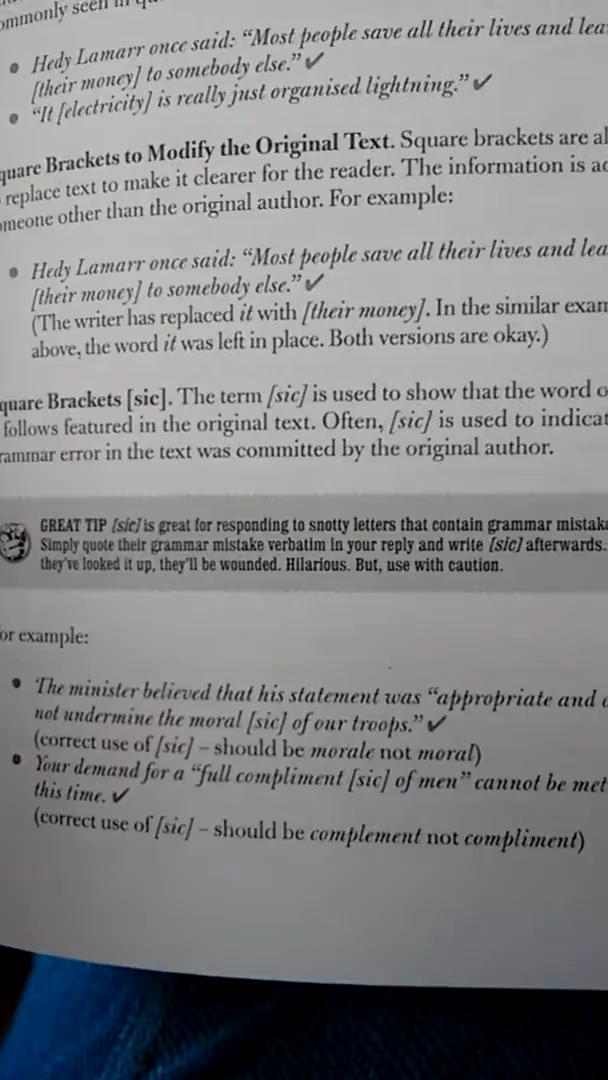 ommonly seen in qu
• Hedy Lamarr once said: “Most people save all their lives and lea
[their money] to somebody else.” ✔
• “It [electricity] is really just organised lightning.” ✔
quare Brackets to Modify the Original Text. Square brackets are al
replace text to make it clearer for the reader. The information is ad
omeone other than the original author. For example:
• Hedy Lamarr once said: “Most people save all their lives and lea
[their money] to somebody else.” ✔
(The writer has replaced it with [their money]. In the similar exam
above, the word it was left in place. Both versions are okay.)
quare Brackets [sic]. The term [sic] is used to show that the word o
follows featured in the original text. Often, [sic] is used to indicat
rammar error in the text was committed by the original author.
GREAT TIP [sic] is great for responding to snotty letters that contain grammar mistake
Simply quote their grammar mistake verbatim in your reply and write [sic] afterwards.
they’ve looked it up, they’ll be wounded. Hilarious. But, use with caution.
or example:
• The minister believed that his statement was “appropriate and d
not undermine the moral [sic] of our troops.” ✔
(correct use of [sic] – should be morale not moral)
• Your demand for a “full compliment [sic] of men” cannot be met
this time. ✔
(correct use of [sic] – should be complement not compliment)